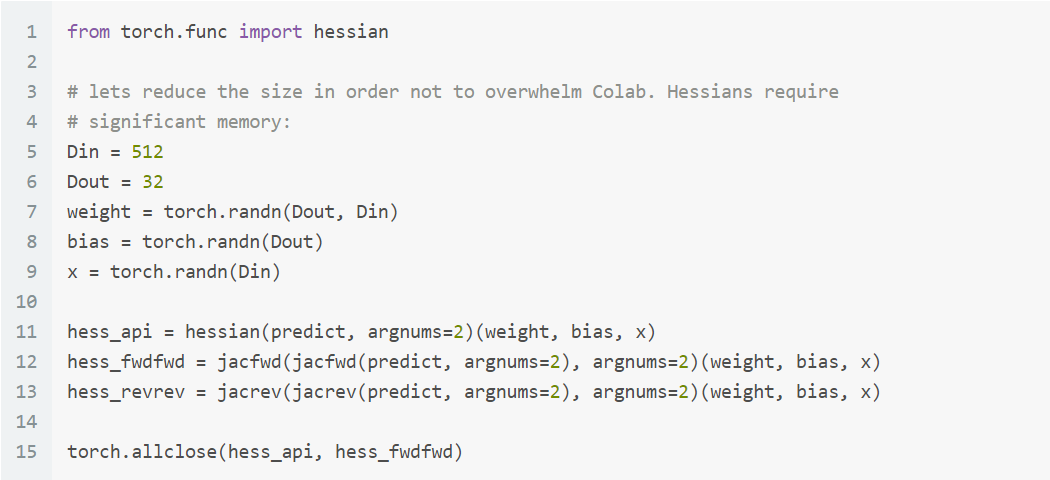 1 from torch.func import hessian
2
3 # lets reduce the size in order not to overwhelm Colab. Hessians require
4 # significant memory:
5 Din = 512
6 Dout = 32
7 weight = torch.randn(Dout, Din)
8 bias = torch.randn(Dout)
9 x = torch.randn(Din)
10
11 hess_api = hessian(predict, argnums=2)(weight, bias, x)
12 hess_fwdfwd = jacfwd(jacfwd(predict, argnums=2), argnums=2)(weight, bias, x)
13 hess_revrev = jacrev(jacrev(predict, argnums=2), argnums=2)(weight, bias, x)
14
15 torch.allclose(hess_api, hess_fwdfwd)